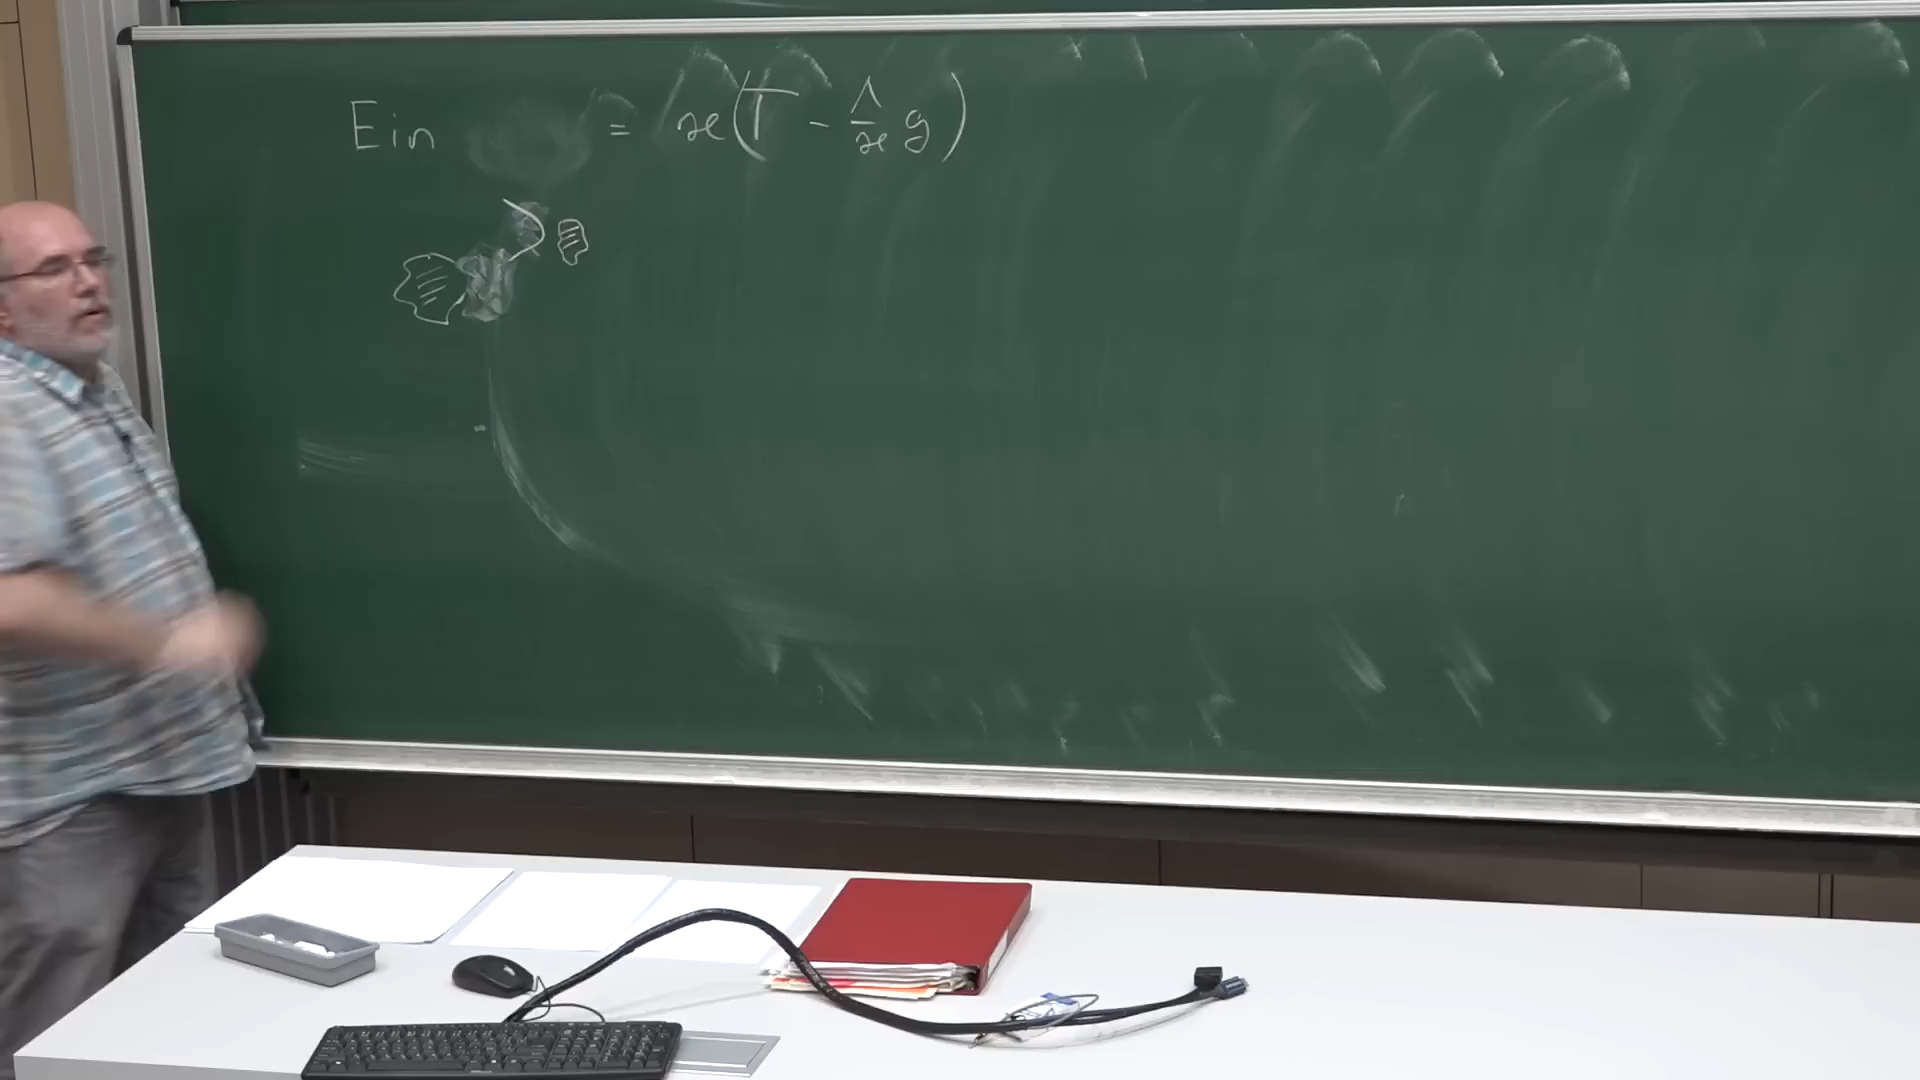 Ein = ϰ(T - Λ/ϰ g)